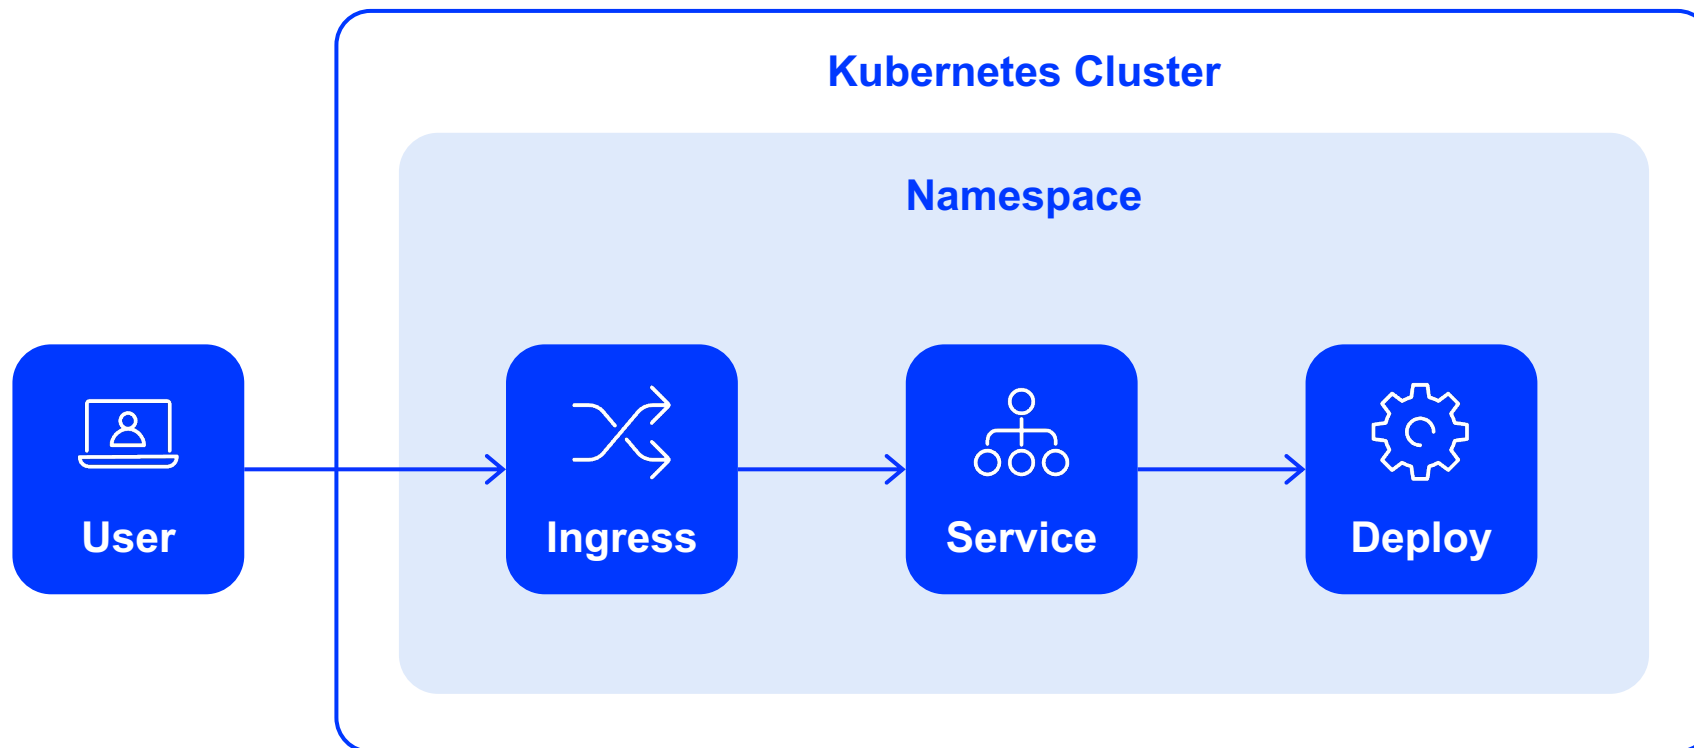 Kubernetes Cluster
Namespace
User
Ingress
Service
Deploy